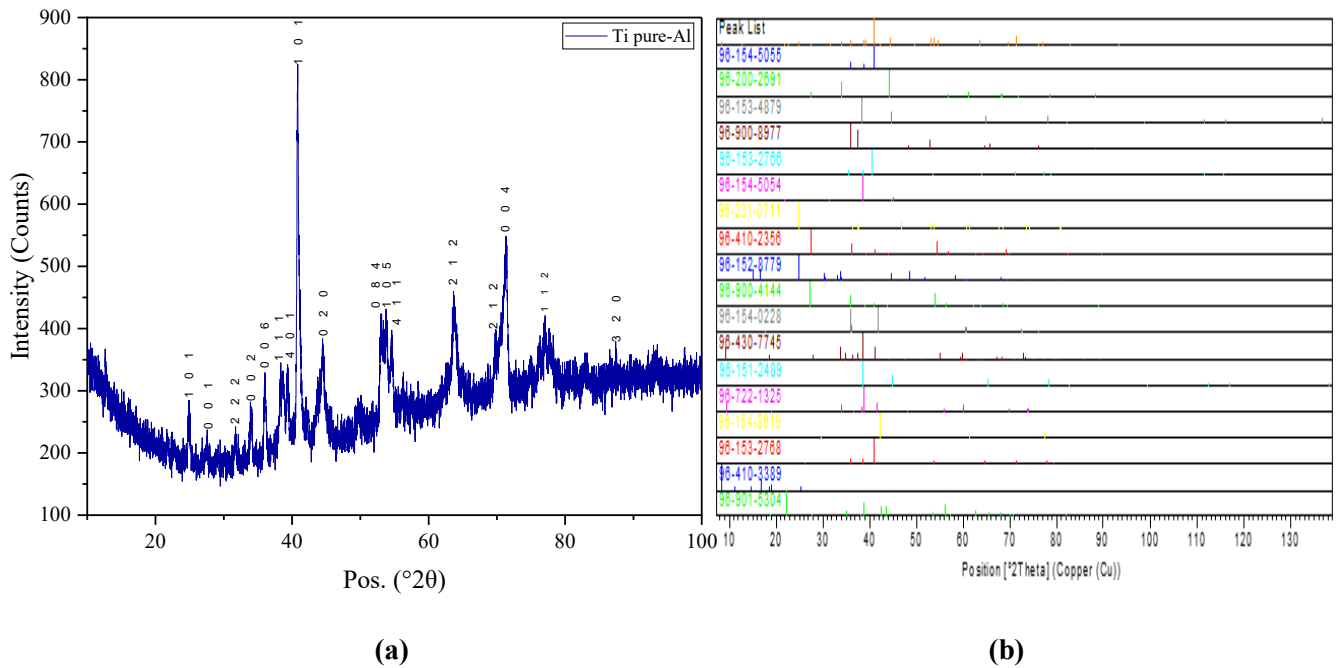 900
800
700
600
500
400
300
200
100
Intensity (Counts)
Ti pure-Al
1 0 1
0 0 1
2 2 2
0 0 2
0 0 6
1 1 1
4 0 1
1 0 1
0 2 0
0 8 4
1 0 5
4 1 1
2 1 2
2 1 2
0 0 4
1 1 2
3 2 0
20 40 60 80 100
Pos. (°2θ)
(a)
Peak List
96-154-5055
96-200-2691
96-153-4879
96-900-8977
96-153-2766
96-154-5054
96-231-0711
96-410-2356
96-152-8779
96-900-4144
96-154-0228
96-430-7745
96-151-2489
96-722-1325
96-153-2768
96-410-3389
96-901-5304
10 20 30 40 50 60 70 80 90 100 110 120 130
Position [°2Theta] (Copper (Cu))
(b)